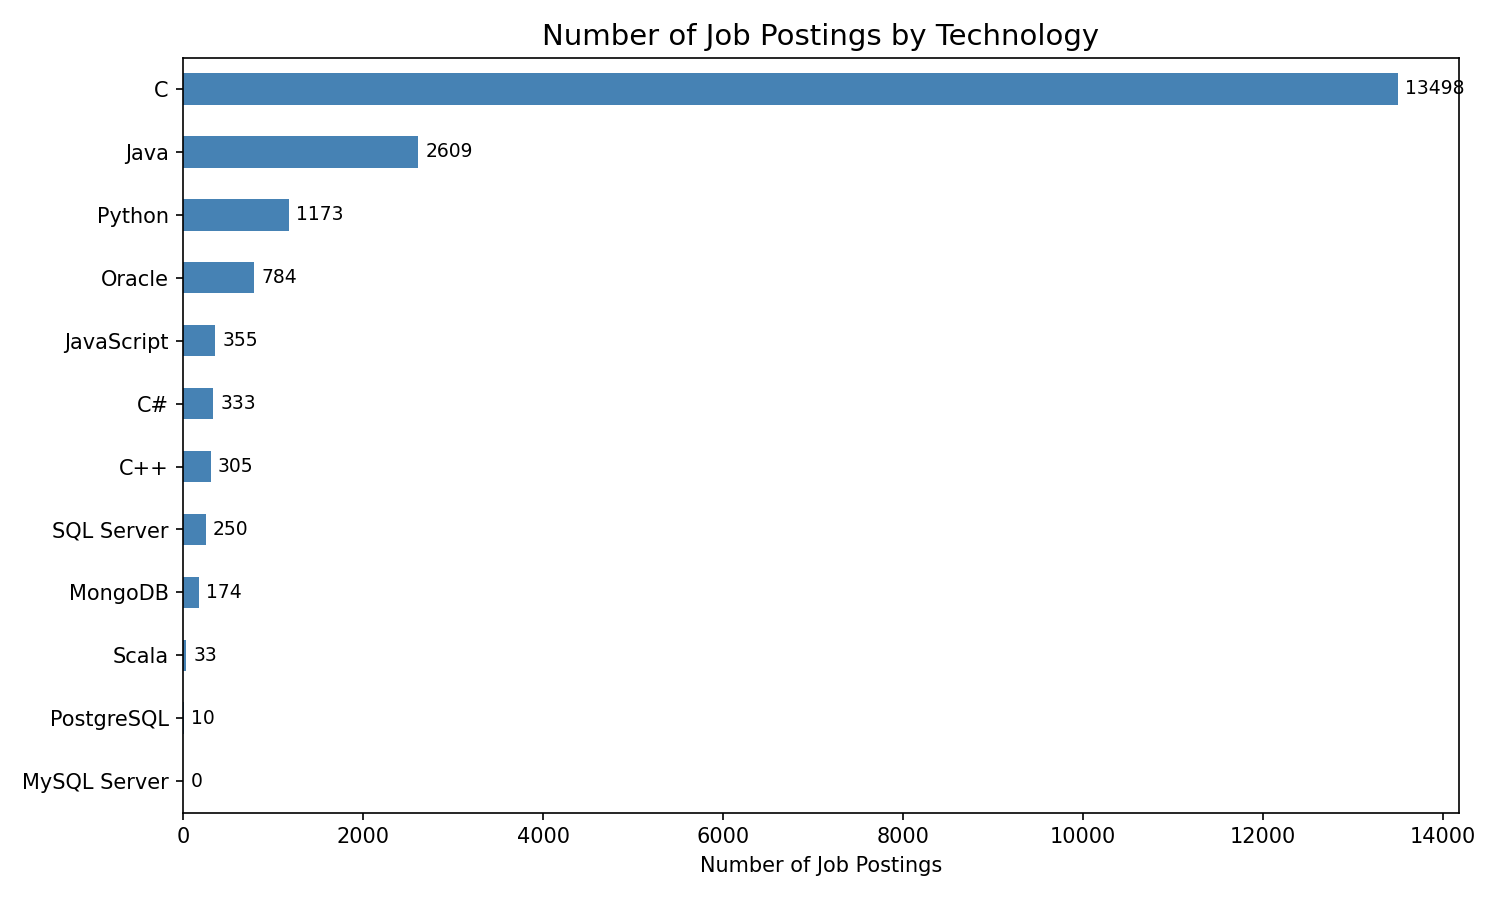 Number of Job Postings by Technology
C 13498
Java 2609
Python 1173
Oracle 784
JavaScript 355
C# 333
C++ 305
SQL Server 250
MongoDB 174
Scala 33
PostgreSQL 10
MySQL Server 0
0 2000 4000 6000 8000 10000 12000 14000
Number of Job Postings